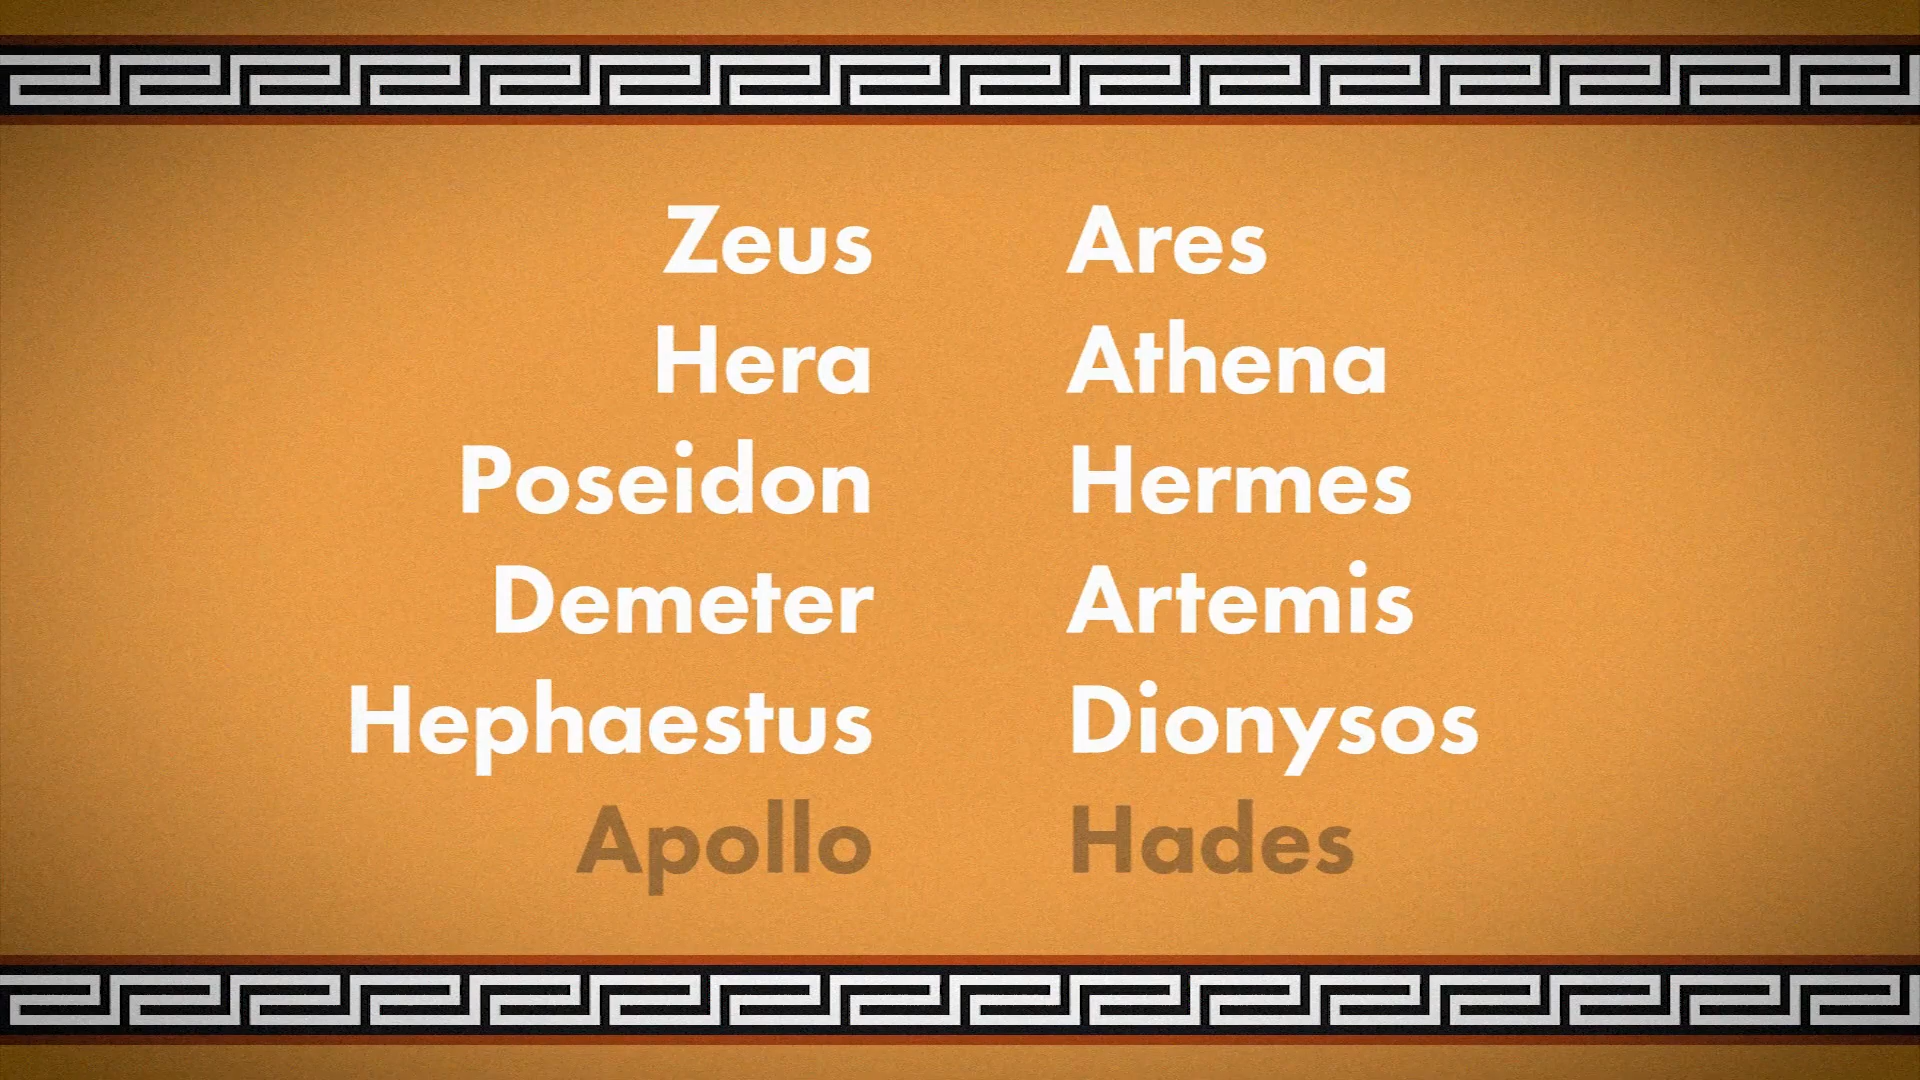 Zeus
Hera
Poseidon
Demeter
Hephaestus
Apollo
Ares
Athena
Hermes
Artemis
Dionysos
Hades